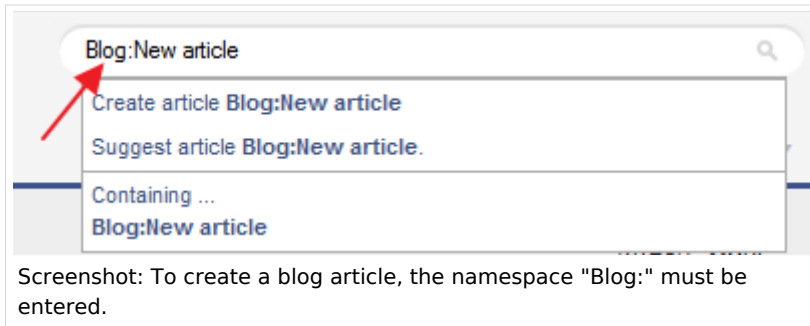 Blog:New article
Create article Blog:New article
Suggest article Blog:New article.
Containing ...
Blog:New article
Screenshot: To create a blog article, the namespace "Blog:" must be
entered.